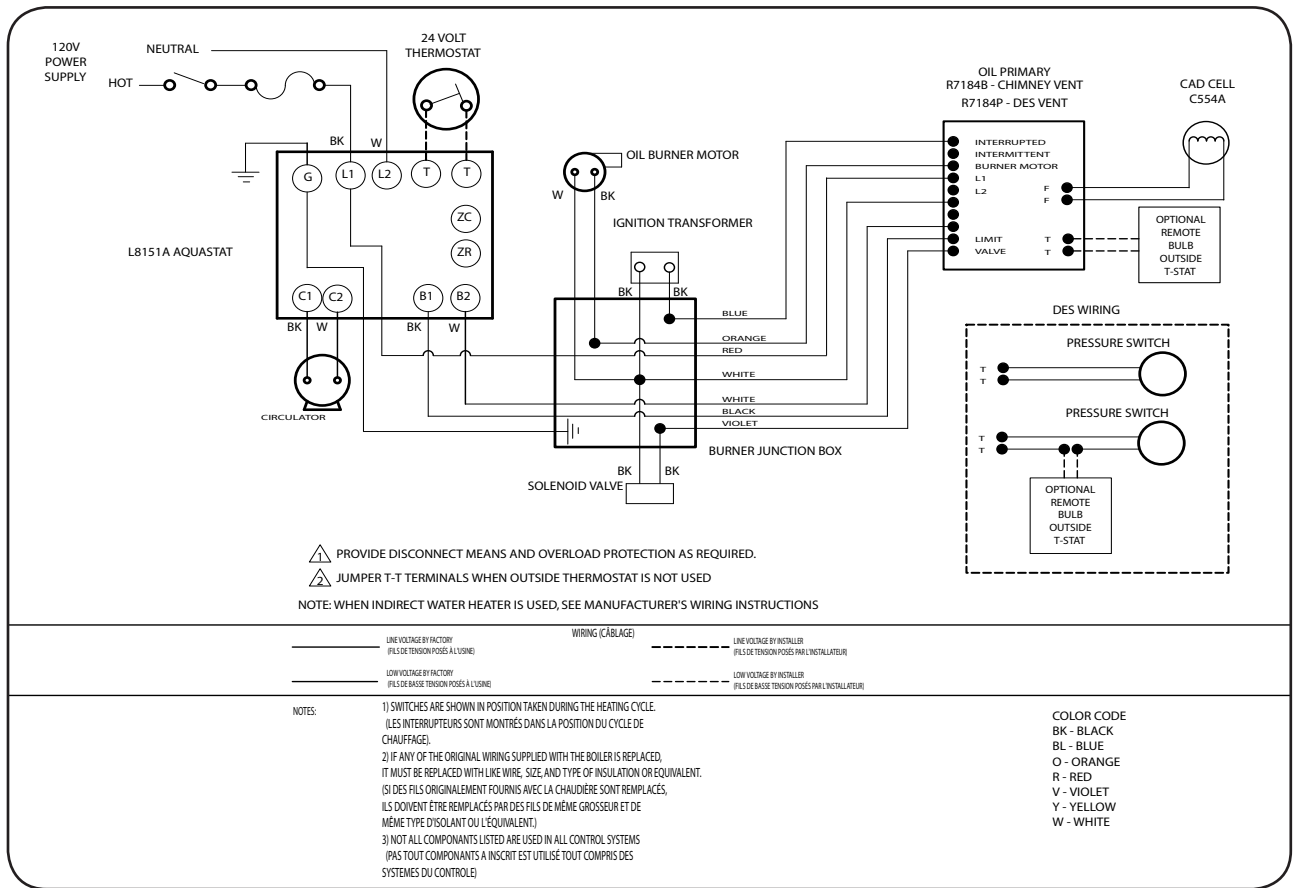 120V
POWER
SUPPLY
NEUTRAL
HOT
24 VOLT
THERMOSTAT
BK
W
G
L1
L2
T
T
ZC
ZR
C1
C2
B1
B2
L8151A AQUASTAT
BK
W
BK
W
CIRCULATOR
OIL BURNER MOTOR
W
BK
IGNITION TRANSFORMER
BK
BK
BLUE
ORANGE
RED
WHITE
WHITE
BLACK
VIOLET
BURNER JUNCTION BOX
BK
BK
SOLENOID VALVE
OIL PRIMARY
R7184B - CHIMNEY VENT
R7184P - DES VENT
INTERRUPTED
INTERMITTENT
BURNER MOTOR
L1
L2
LIMIT
VALVE
F
F
T
T
CAD CELL
C554A
OPTIONAL
REMOTE
BULB
OUTSIDE
T-STAT
DES WIRING
PRESSURE SWITCH
T
T
PRESSURE SWITCH
T
T
OPTIONAL
REMOTE
BULB
OUTSIDE
T-STAT
1 PROVIDE DISCONNECT MEANS AND OVERLOAD PROTECTION AS REQUIRED.
2 JUMPER T-T TERMINALS WHEN OUTSIDE THERMOSTAT IS NOT USED
NOTE: WHEN INDIRECT WATER HEATER IS USED, SEE MANUFACTURER'S WIRING INSTRUCTIONS
WIRING (CÂBLAGE)
LINE VOLTAGE BY FACTORY
(FILS DE TENSION POSÉS À L'USINE)
LINE VOLTAGE BY INSTALLER
(FILS DE TENSION POSÉS PAR L'INSTALLATEUR)
LOW VOLTAGE BY FACTORY
(FILS DE BASSE TENSION POSÉS À L'USINE)
LOW VOLTAGE BY INSTALLER
(FILS DE BASSE TENSION POSÉS PAR L'INSTALLATEUR)
NOTES:
1) SWITCHES ARE SHOWN IN POSITION TAKEN DURING THE HEATING CYCLE.
(LES INTERRUPTEURS SONT MONTRÉS DANS LA POSITION DU CYCLE DE
CHAUFFAGE).
2) IF ANY OF THE ORIGINAL WIRING SUPPLIED WITH THE BOILER IS REPLACED,
IT MUST BE REPLACED WITH LIKE WIRE, SIZE, AND TYPE OF INSULATION OR EQUIVALENT.
(SI DES FILS ORIGINALEMENT FOURNIS AVEC LA CHAUDIÈRE SONT REMPLACÉS,
ILS DOIVENT ÊTRE REMPLACÉS PAR DES FILS DE MÊME GROSSEUR ET DE
MÊME TYPE D'ISOLANT OU L'ÉQUIVALENT.)
3) NOT ALL COMPONANTS LISTED ARE USED IN ALL CONTROL SYSTEMS
(PAS TOUT COMPONANTS A INSCRIT EST UTILISÉ TOUT COMPRIS DES
SYSTEMES DU CONTROLE)
COLOR CODE
BK - BLACK
BL - BLUE
O - ORANGE
R - RED
V - VIOLET
Y - YELLOW
W - WHITE